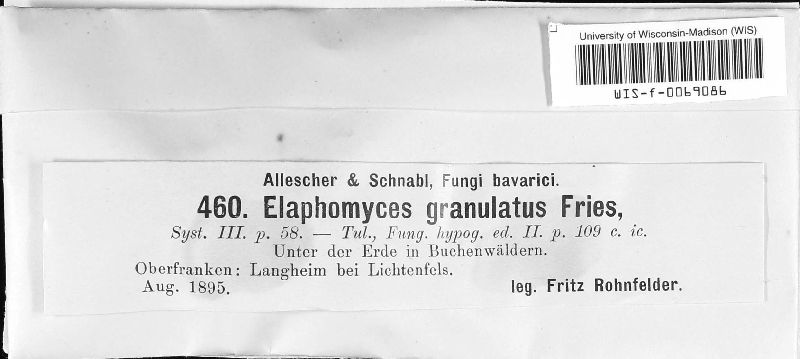 University of Wisconsin-Madison (WIS)
WIS-f-0069086
Allescher & Schnabl, Fungi bavarici.
460. Elaphomyces granulatus Fries,
Syst. III. p. 58. — Tul., Fung. hypog. ed. II. p. 109 c. ic.
Unter der Erde in Buchenwäldern.
Oberfranken: Langheim bei Lichtenfels.
Aug. 1895. leg. Fritz Rohnfelder.